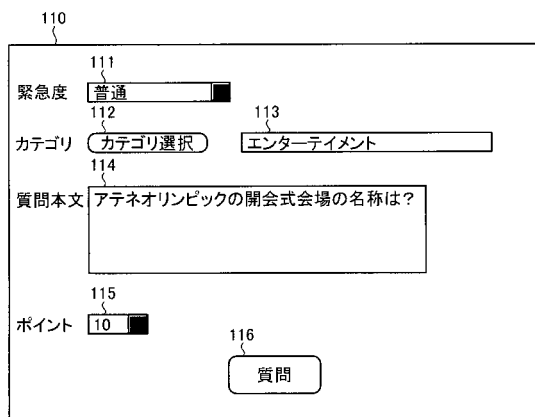 110
111
緊急度 普通
112 113
カテゴリ カテゴリ選択 エンターテイメント
114
質問本文 アテネオリンピックの開会式会場の名称は?
115
ポイント 10
116
質問